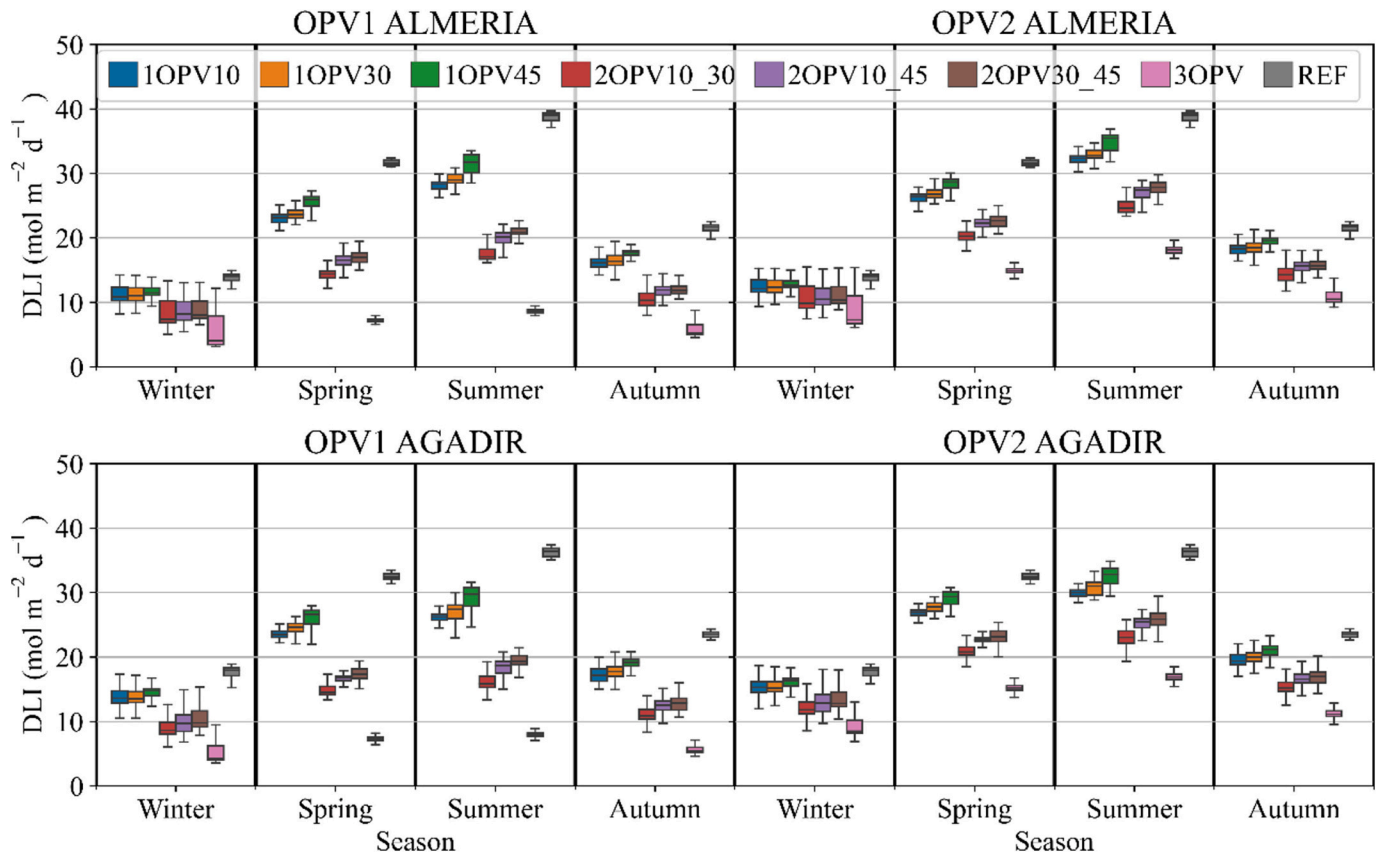 OPV1 ALMERIA OPV2 ALMERIA
50
1OPV10 1OPV30 1OPV45 2OPV10_30 2OPV10_45 2OPV30_45 3OPV REF
40
30
20
10
0
DLI (mol m⁻² d⁻¹)
Winter Spring Summer Autumn Winter Spring Summer Autumn
OPV1 AGADIR OPV2 AGADIR
50
40
30
20
10
0
DLI (mol m⁻² d⁻¹)
Winter Spring Summer Autumn Winter Spring Summer Autumn
Season Season